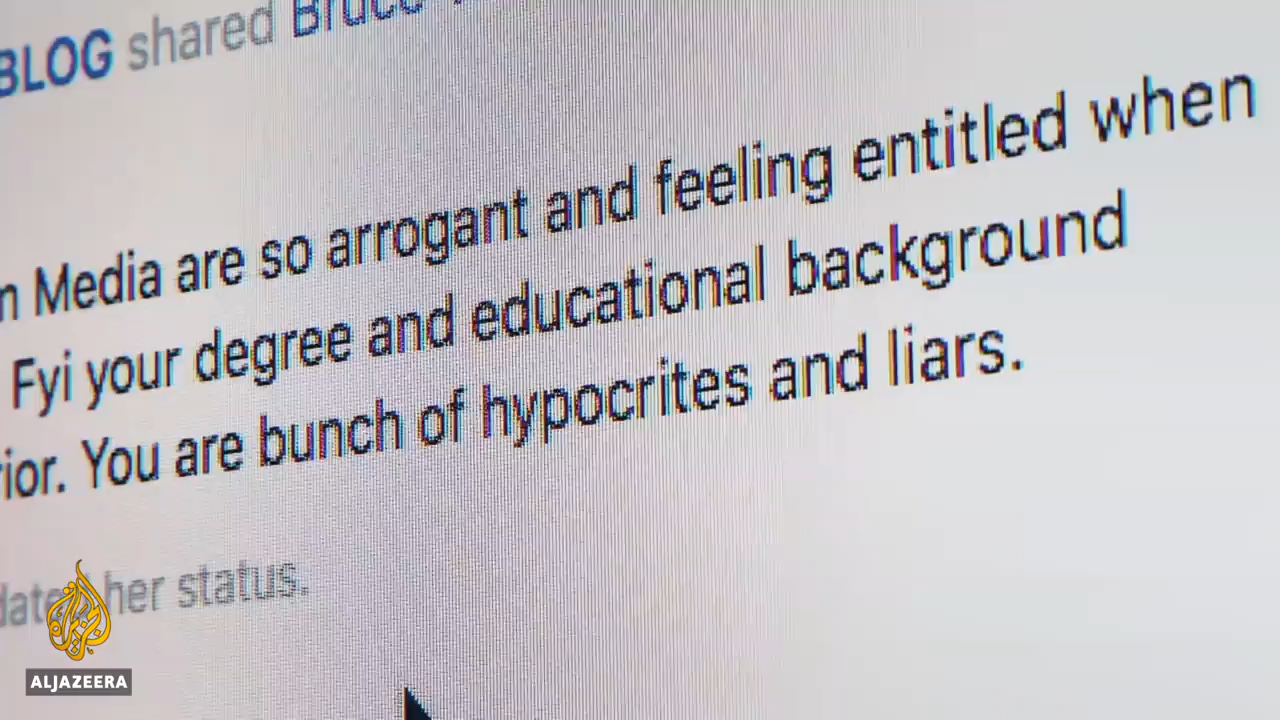 BLOG shared Bruce
Media are so arrogant and feeling entitled when
Fyi your degree and educational background
You are bunch of hypocrites and liars.
her status.
ALJAZEERA